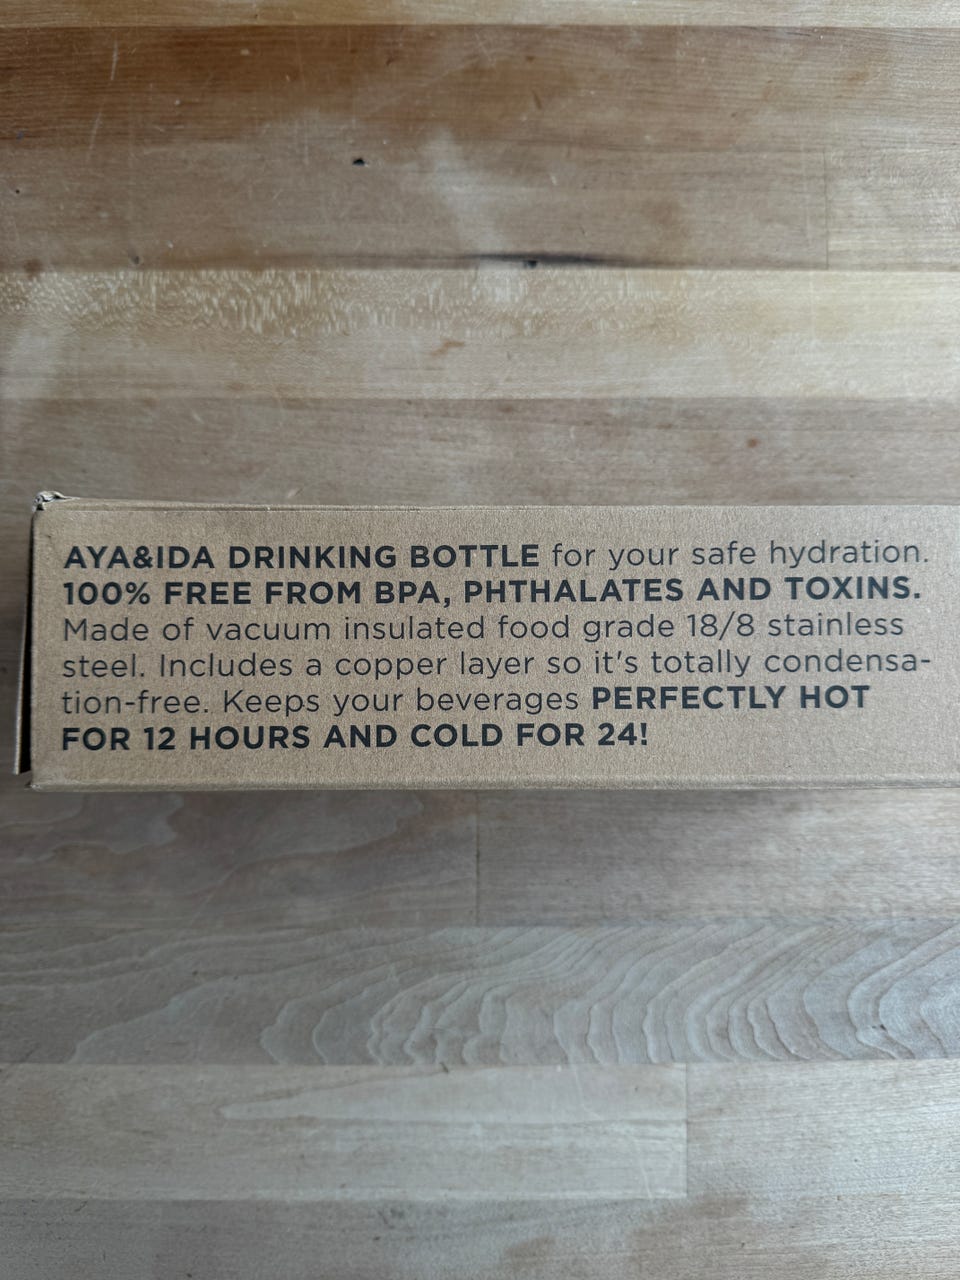 AYA&IDA DRINKING BOTTLE for your safe hydration.
100% FREE FROM BPA, PHTHALATES AND TOXINS.
Made of vacuum insulated food grade 18/8 stainless
steel. Includes a copper layer so it's totally condensa-
tion-free. Keeps your beverages PERFECTLY HOT
FOR 12 HOURS AND COLD FOR 24!